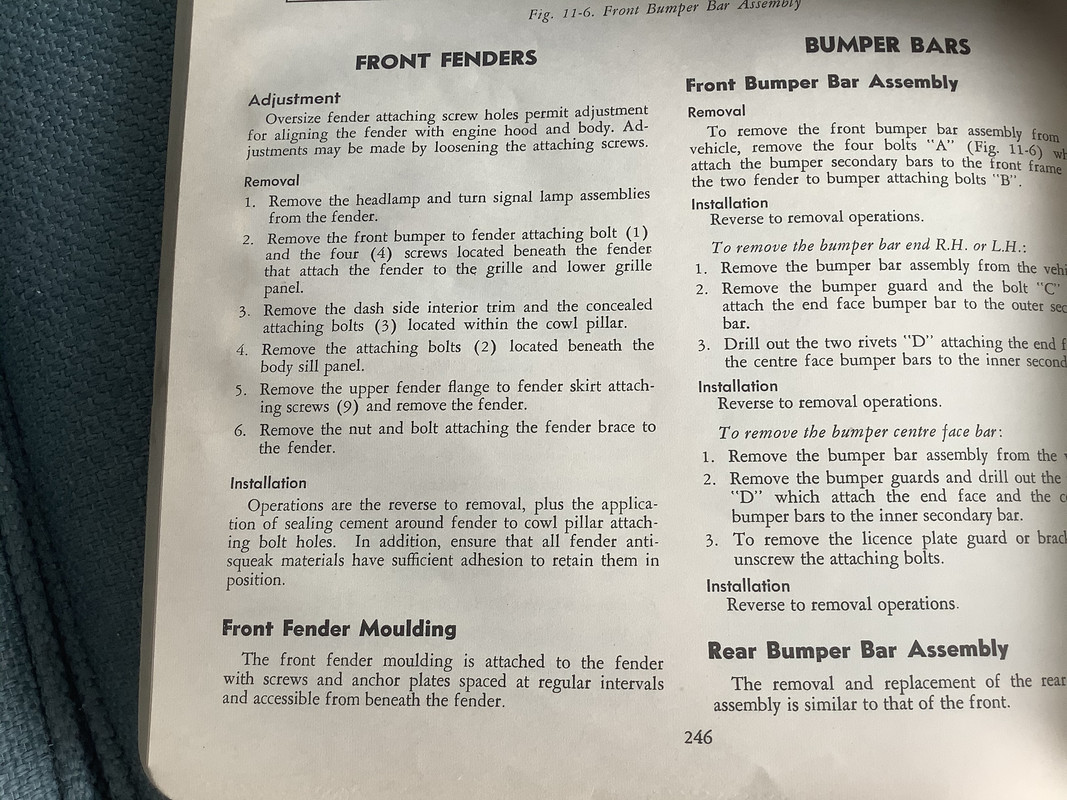 Fig. 11-6. Front Bumper Bar Assembly
FRONT FENDERS
Adjustment
Oversize fender attaching screw holes permit adjustment
for aligning the fender with engine hood and body. Ad-
justments may be made by loosening the attaching screws.
Removal
1. Remove the headlamp and turn signal lamp assemblies
from the fender.
2. Remove the front bumper to fender attaching bolt (1)
and the four (4) screws located beneath the fender
that attach the fender to the grille and lower grille
panel.
3. Remove the dash side interior trim and the concealed
attaching bolts (3) located within the cowl pillar.
4. Remove the attaching bolts (2) located beneath the
body sill panel.
5. Remove the upper fender flange to fender skirt attach-
ing screws (9) and remove the fender.
6. Remove the nut and bolt attaching the fender brace to
the fender.
Installation
Operations are the reverse to removal, plus the applica-
tion of sealing cement around fender to cowl pillar attach-
ing bolt holes. In addition, ensure that all fender anti-
squeak materials have sufficient adhesion to retain them in
position.
Front Fender Moulding
The front fender moulding is attached to the fender
with screws and anchor plates spaced at regular intervals
and accessible from beneath the fender.
BUMPER BARS
Front Bumper Bar Assembly
Removal
To remove the front bumper bar assembly from
vehicle, remove the four bolts "A" (Fig. 11-6)
attach the bumper secondary bars to the front frame
the two fender to bumper attaching bolts "B".
Installation
Reverse to removal operations.
To remove the bumper bar end R.H. or L.H.:
1. Remove the bumper bar assembly from the
2. Remove the bumper guard and the bolt "C"
attach the end face bumper bar to the outer
bar.
3. Drill out the two rivets "D" attaching the end
the centre face bumper bars to the inner
Installation
Reverse to removal operations.
To remove the bumper centre face bar:
1. Remove the bumper bar assembly from the
2. Remove the bumper guards and drill out the
"D" which attach the end face and the
bumper bars to the inner secondary bar.
3. To remove the licence plate guard or
unscrew the attaching bolts.
Installation
Reverse to removal operations.
Rear Bumper Bar Assembly
The removal and replacement of the rear
assembly is similar to that of the front.
246